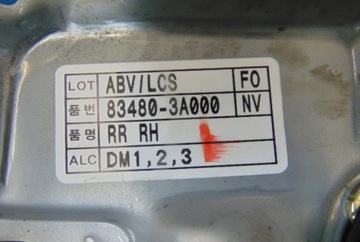 LOT ABV/LCS FO
품번 83480-3A000 NV
품명 RR RH
ALC DM1,2,3